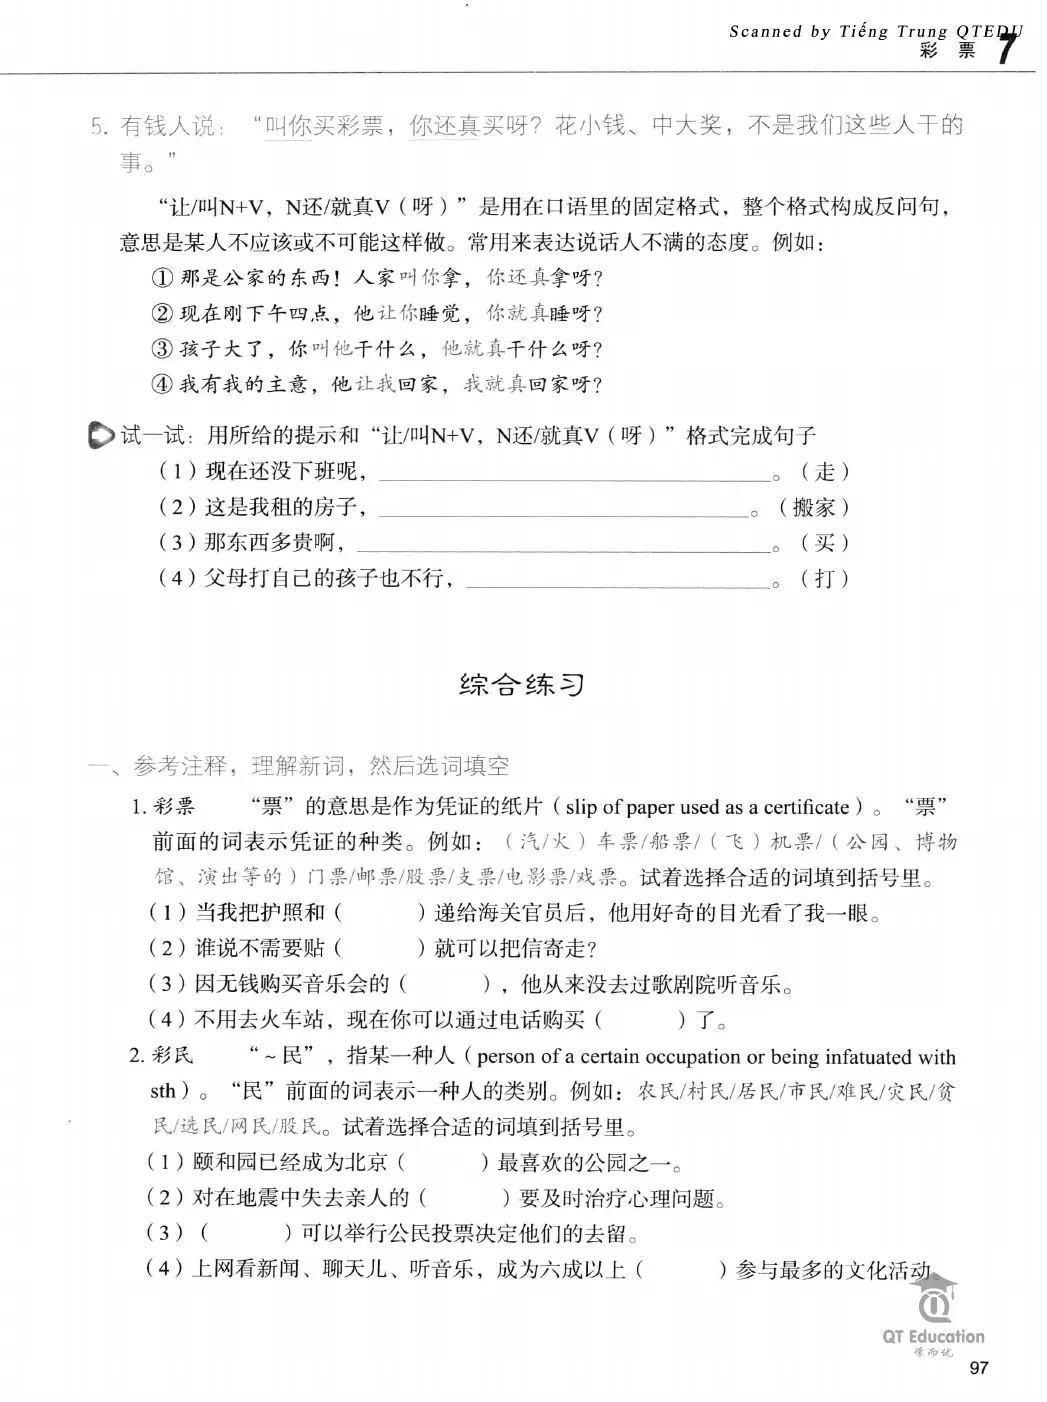 Scanned by Tiếng Trung QTEDU
彩 票 7
5. 有钱人说：“叫你买彩票，你还真买呀？花小钱、中大奖，不是我们这些人干的
事。”
“让/叫N+V，N还/就真V（呀）”是用在口语里的固定格式，整个格式构成反问句，
意思是某人不应该或不可能这样做。常用来表达说话人不满的态度。例如：
① 那是公家的东西！人家叫你拿，你还真拿呀？
② 现在刚下午四点，他让你睡觉，你就真睡呀？
③ 孩子大了，你叫他干什么，他就真干什么呀？
④ 我有我的主意，他让我回家，我就真回家呀？
试一试：用所给的提示和“让/叫N+V，N还/就真V（呀）”格式完成句子
（1）现在还没下班呢，____________________。（走）
（2）这是我租的房子，____________________。（搬家）
（3）那东西多贵啊，____________________。（买）
（4）父母打自己的孩子也不行，____________________。（打）
综合练习
一、参考注释，理解新词，然后选词填空
1. 彩票 “票”的意思是作为凭证的纸片（slip of paper used as a certificate）。“票”
前面的词表示凭证的种类。例如：（汽/火）车票/船票/（飞）机票/（公园、博物
馆、演出等的）门票/邮票/股票/支票/电影票/戏票。试着选择合适的词填到括号里。
（1）当我把护照和（ ）递给海关官员后，他用好奇的目光看了我一眼。
（2）谁说不需要贴（ ）就可以把信寄走？
（3）因无钱购买音乐会的（ ），他从来没去过歌剧院听音乐。
（4）不用去火车站，现在你可以通过电话购买（ ）了。
2. 彩民 “～民”，指某一种人（person of a certain occupation or being infatuated with
sth）。“民”前面的词表示一种人的类别。例如：农民/村民/居民/市民/难民/灾民/贫
民/选民/网民/股民。试着选择合适的词填到括号里。
（1）颐和园已经成为北京（ ）最喜欢的公园之一。
（2）对在地震中失去亲人的（ ）要及时治疗心理问题。
（3）（ ）可以举行公民投票决定他们的去留。
（4）上网看新闻、聊天儿、听音乐，成为六成以上（ ）参与最多的文化活动。
QT Education
学而优
97